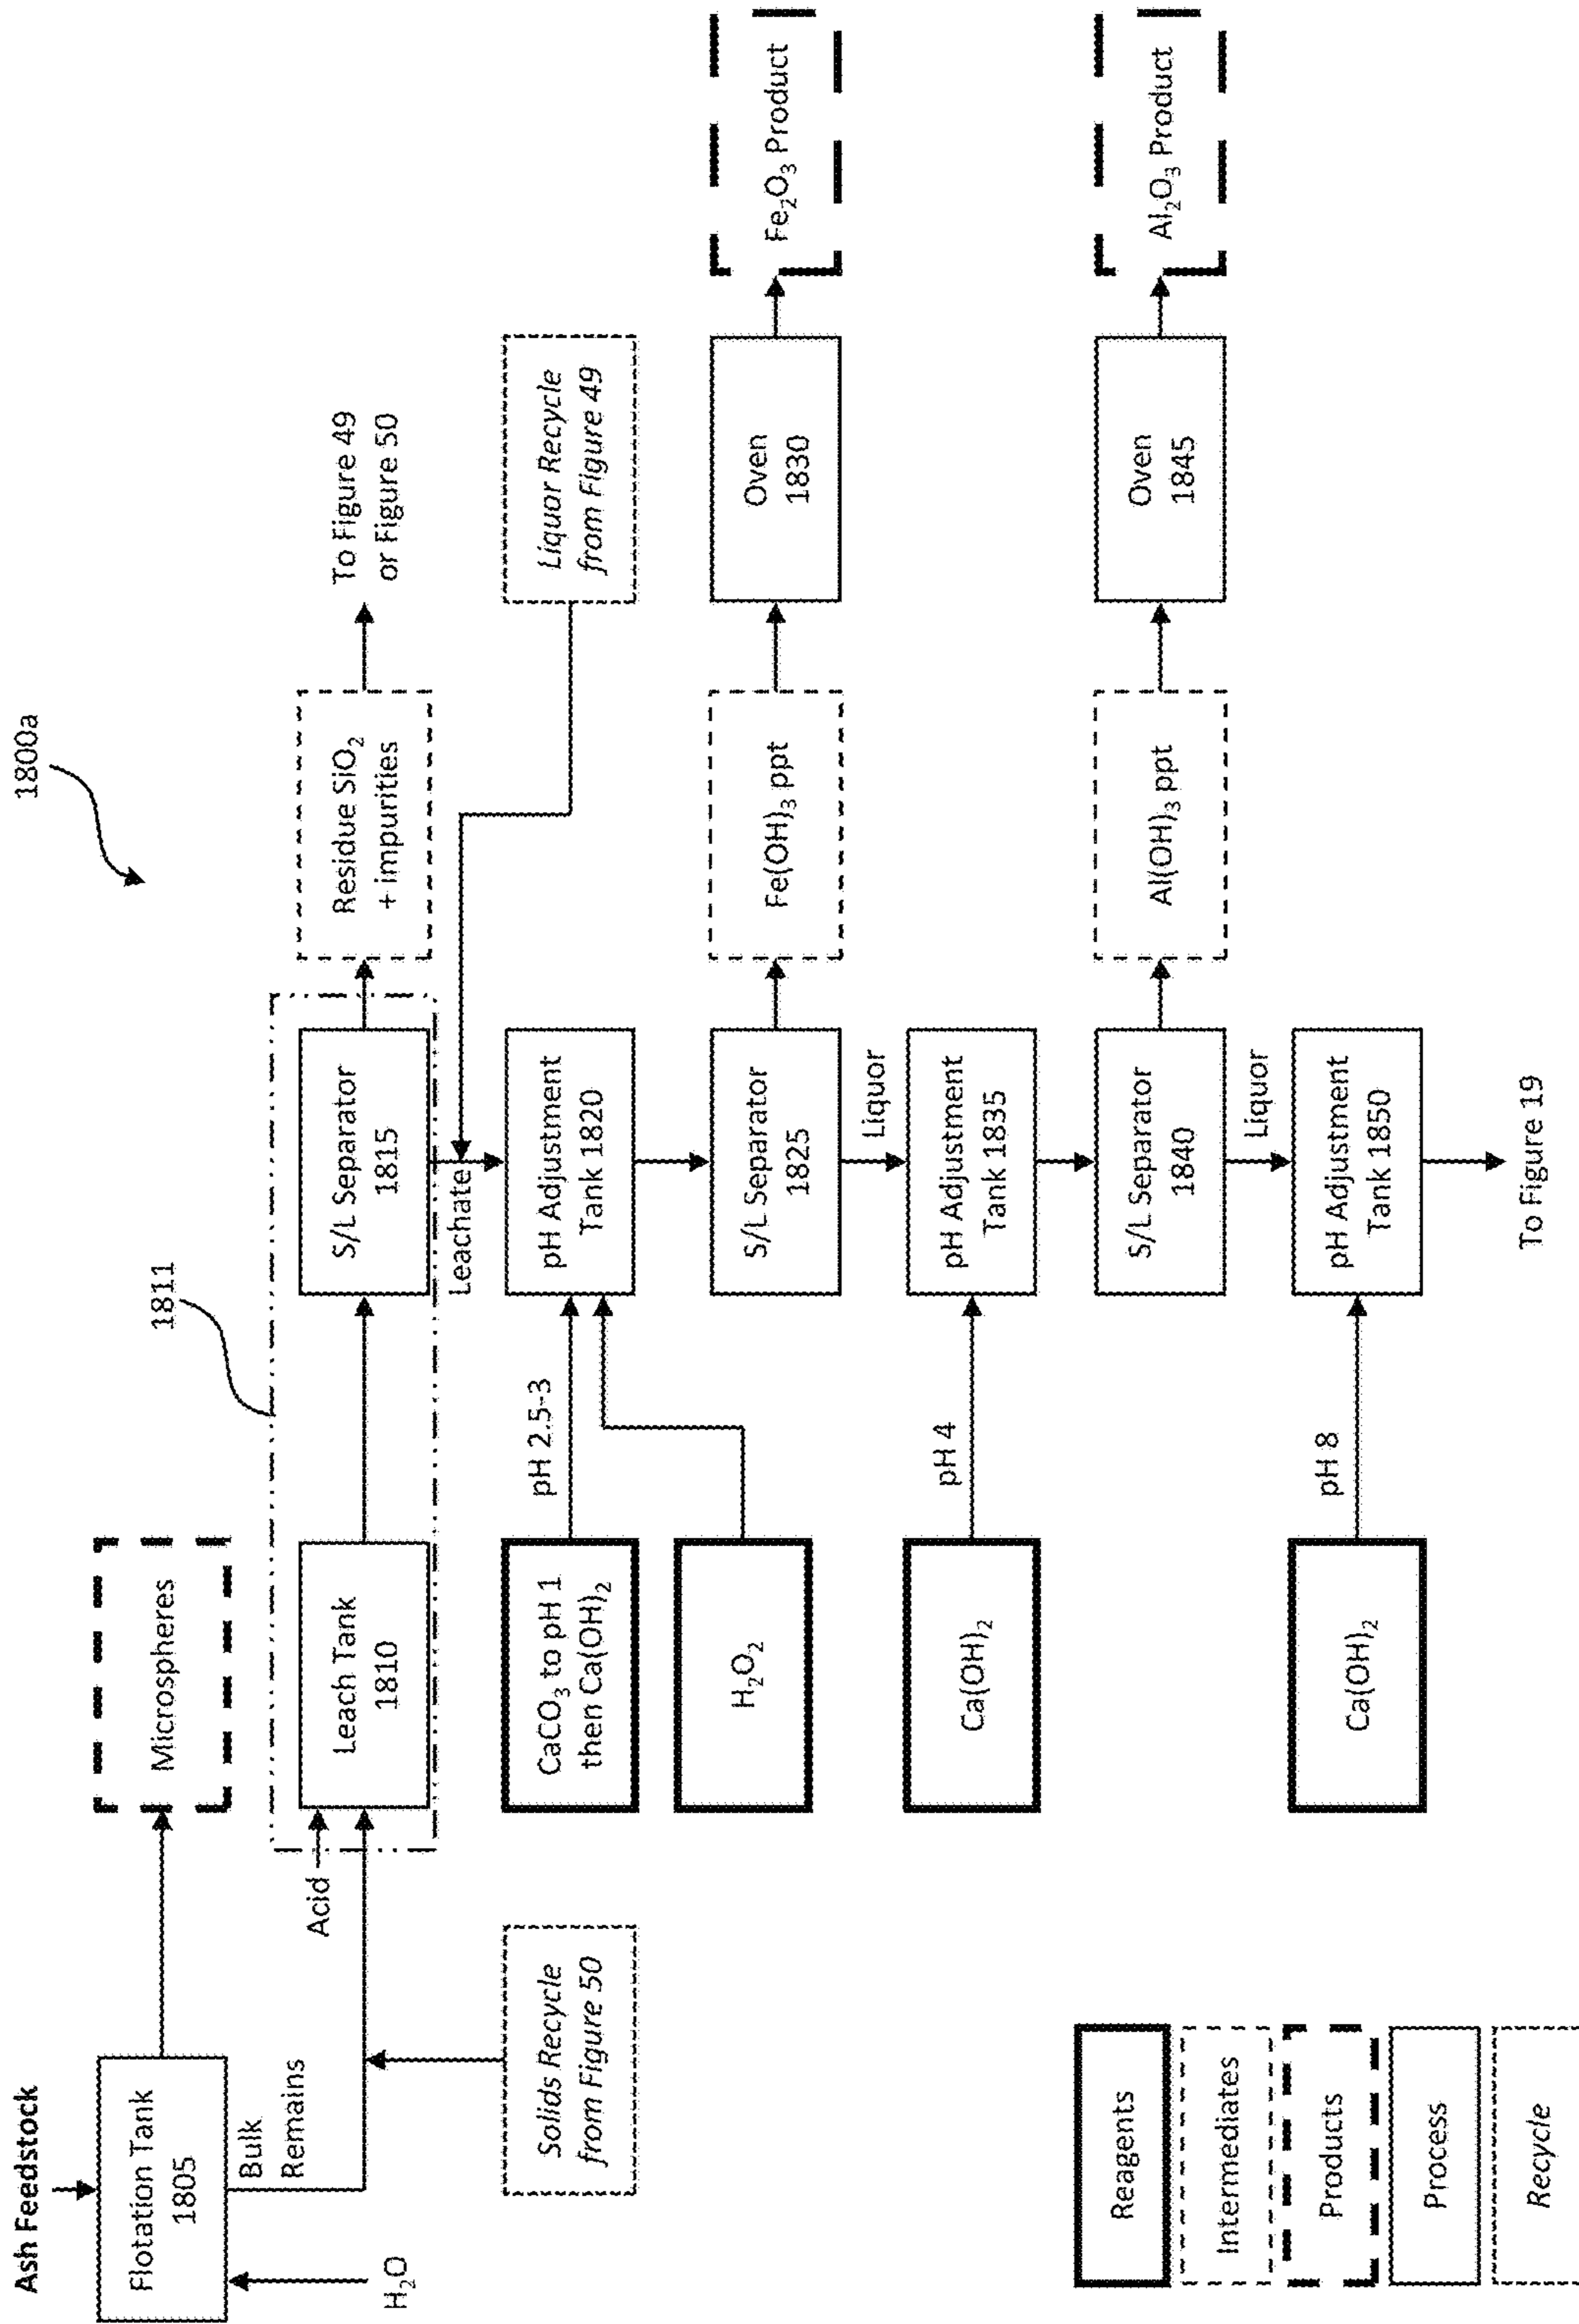 1800a
Ash Feedstock
Flotation Tank
1805
H₂O
Bulk
Remains
Microspheres
1811
Acid
Leach Tank
1810
S/L Separator
1815
Residue SiO₂
+ impurities
To Figure 49
or Figure 50
Solids Recycle
from Figure 50
Leachate
Liquor Recycle
from Figure 49
CaCO₃ to pH 1
then Ca(OH)₂
pH 2.5-3
pH Adjustment
Tank 1820
H₂O₂
S/L Separator
1825
Fe(OH)₃ ppt
Oven
1830
Fe₂O₃ Product
Liquor
Ca(OH)₂
pH 4
pH Adjustment
Tank 1835
S/L Separator
1840
Al(OH)₃ ppt
Oven
1845
Al₂O₃ Product
Liquor
Ca(OH)₂
pH 8
pH Adjustment
Tank 1850
To Figure 19
Reagents
Intermediates
Products
Process
Recycle